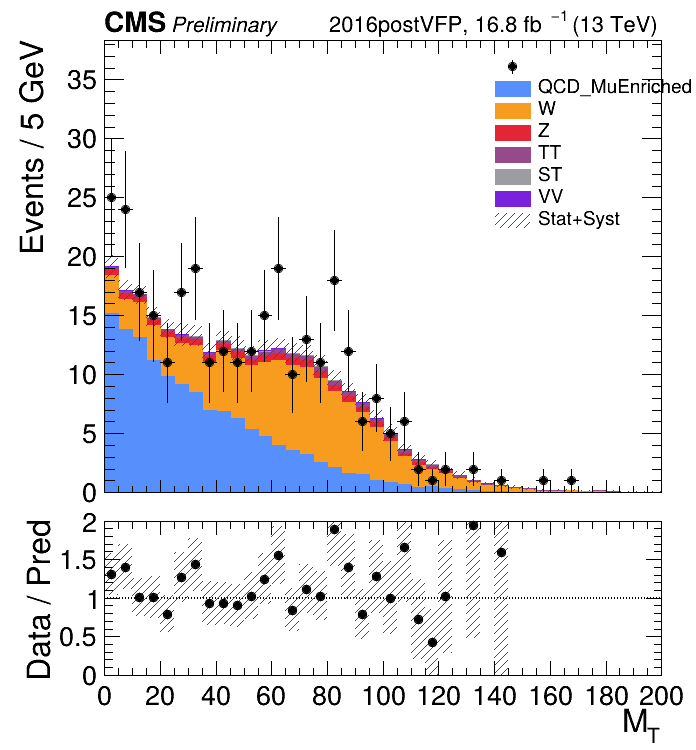 CMS Preliminary 2016postVFP, 16.8 fb ⁻¹ (13 TeV)
Events / 5 GeV
35
30
25
20
15
10
5
0
QCD_MuEnriched
W
Z
TT
ST
VV
Stat+Syst
Data / Pred
2
1.5
1
0.5
0
0 20 40 60 80 100 120 140 160 180 200
M_T